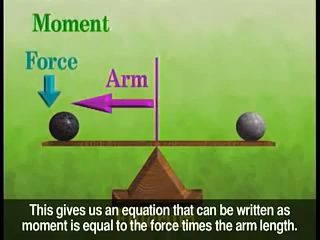 Moment
Force
Arm
This gives us an equation that can be written as
moment is equal to the force times the arm length.